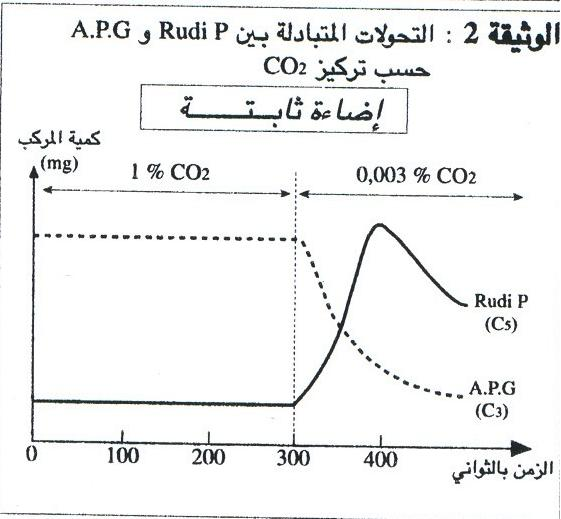 الوثيقة 2 : التحولات المتبادلة بين Rudi P و A.P.G
حسب تركيز CO2
إضاءة ثابتـــــــة
كمية المركب
(mg)
1 % CO2
0,003 % CO2
Rudi P
(C5)
A.P.G
(C3)
0 100 200 300 400
الزمن بالثواني